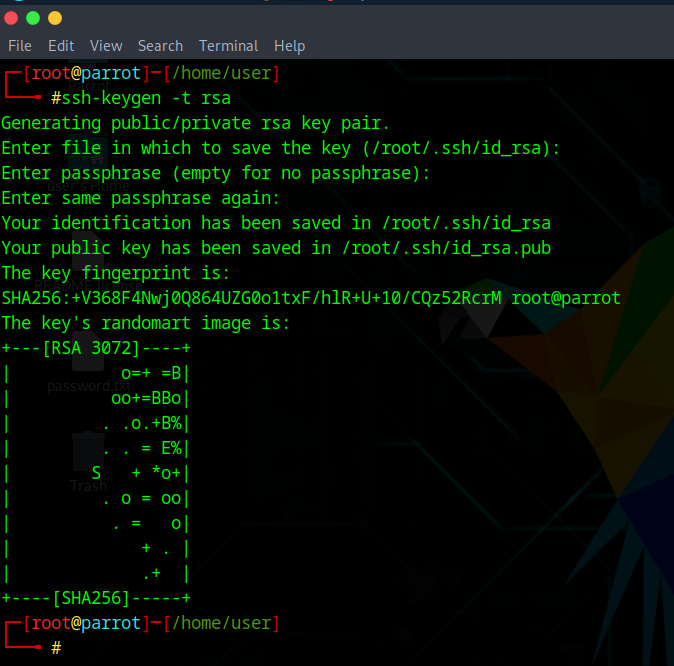 File Edit View Search Terminal Help
┌─[root@parrot]─[/home/user]
└──╼ #ssh-keygen -t rsa
Generating public/private rsa key pair.
Enter file in which to save the key (/root/.ssh/id_rsa):
Enter passphrase (empty for no passphrase):
Enter same passphrase again:
Your identification has been saved in /root/.ssh/id_rsa
Your public key has been saved in /root/.ssh/id_rsa.pub
The key fingerprint is:
SHA256:+V368F4Nwj0Q864UZG0o1txF/hlR+U+10/CQz52RcrM root@parrot
The key's randomart image is:
+---[RSA 3072]----+
|           o=+ =B|
|          oo+=BBo|
|         . .o.+B%|
|         . . = E%|
|        S   + *o+|
|         . o = oo|
|          . =   o|
|             + . |
|             .+  |
+----[SHA256]-----+
┌─[root@parrot]─[/home/user]
└──╼ #
Parrot
user's Home
password.txt
Trash